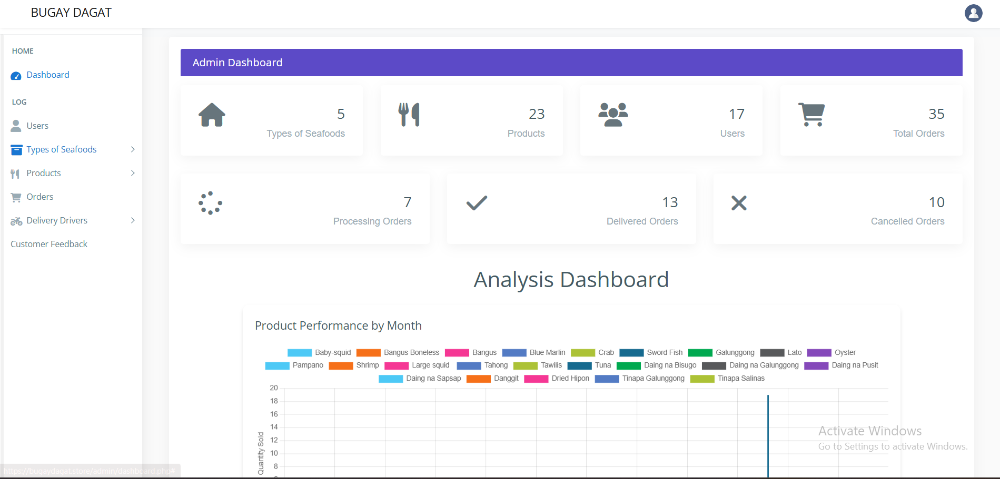 BUGAY DAGAT
HOME
Dashboard
LOG
Users
Types of Seafoods
Products
Orders
Delivery Drivers
Customer Feedback
Admin Dashboard
5
Types of Seafoods
23
Products
17
Users
35
Total Orders
7
Processing Orders
13
Delivered Orders
10
Cancelled Orders
Analysis Dashboard
Product Performance by Month
Baby-squid Bangus Boneless Bangus Blue Marlin Crab Sword Fish Galunggong Lato Oyster
Pampano Shrimp Large squid Tahong Tawilis Tuna Daing na Bisugo Daing na Galunggong Daing na Pusit
Daing na Sapsap Danggit Dried Hipon Tinapa Galunggong Tinapa Salinas
20
18
16
14
12
10
8
Quantity Sold
Activate Windows
Go to Settings to activate Windows.
https://bugaydagat.store/admin/dashboard.php#